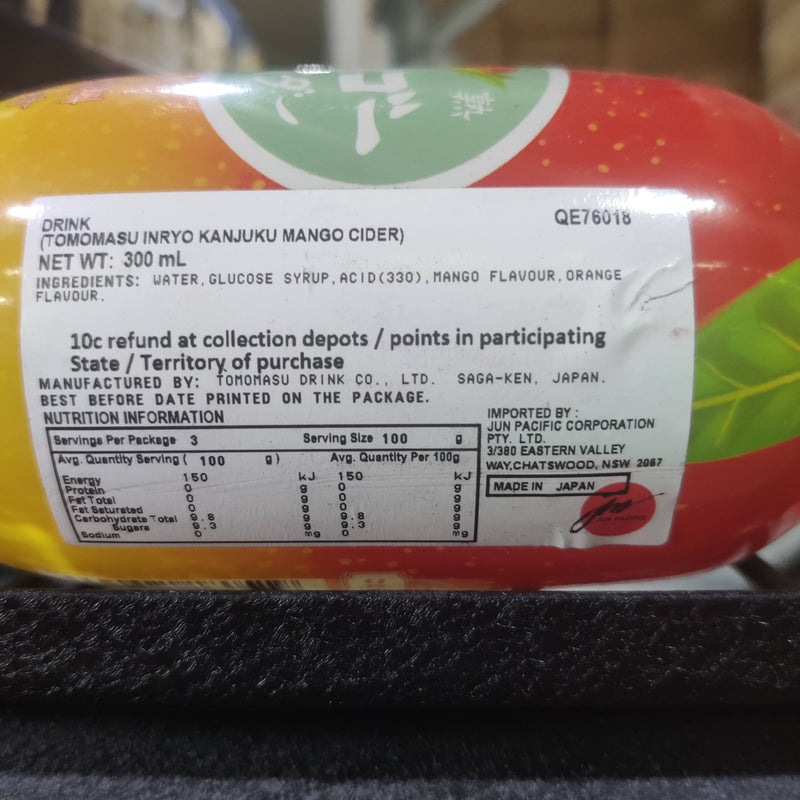 DRINK
QE76018
(TOMOMASU INRYO KANJUKU MANGO CIDER)
NET WT: 300 mL
INGREDIENTS: WATER, GLUCOSE SYRUP, ACID(330), MANGO FLAVOUR, ORANGE
FLAVOUR.
10c refund at collection depots / points in participating
State / Territory of purchase
MANUFACTURED BY: TOMOMASU DRINK CO., LTD. SAGA-KEN, JAPAN.
BEST BEFORE DATE PRINTED ON THE PACKAGE.
NUTRITION INFORMATION
Servings Per Package 3 Serving Size 100 g
Avg. Quantity Serving ( 100 g) Avg. Quantity Per 100g
Energy 150 kJ 150 kJ
Protein 0 g 0 g
Fat Total 0 g 0 g
Fat Saturated 0 g 0 g
Carbohydrate Total 9.8 g 9.8 g
Sugars 9.3 g 9.3 g
Sodium 0 mg 0 mg
IMPORTED BY :
JUN PACIFIC CORPORATION
PTY. LTD.
3/380 EASTERN VALLEY
WAY,CHATSWOOD, NSW 2067
MADE IN JAPAN
JUN PACIFIC